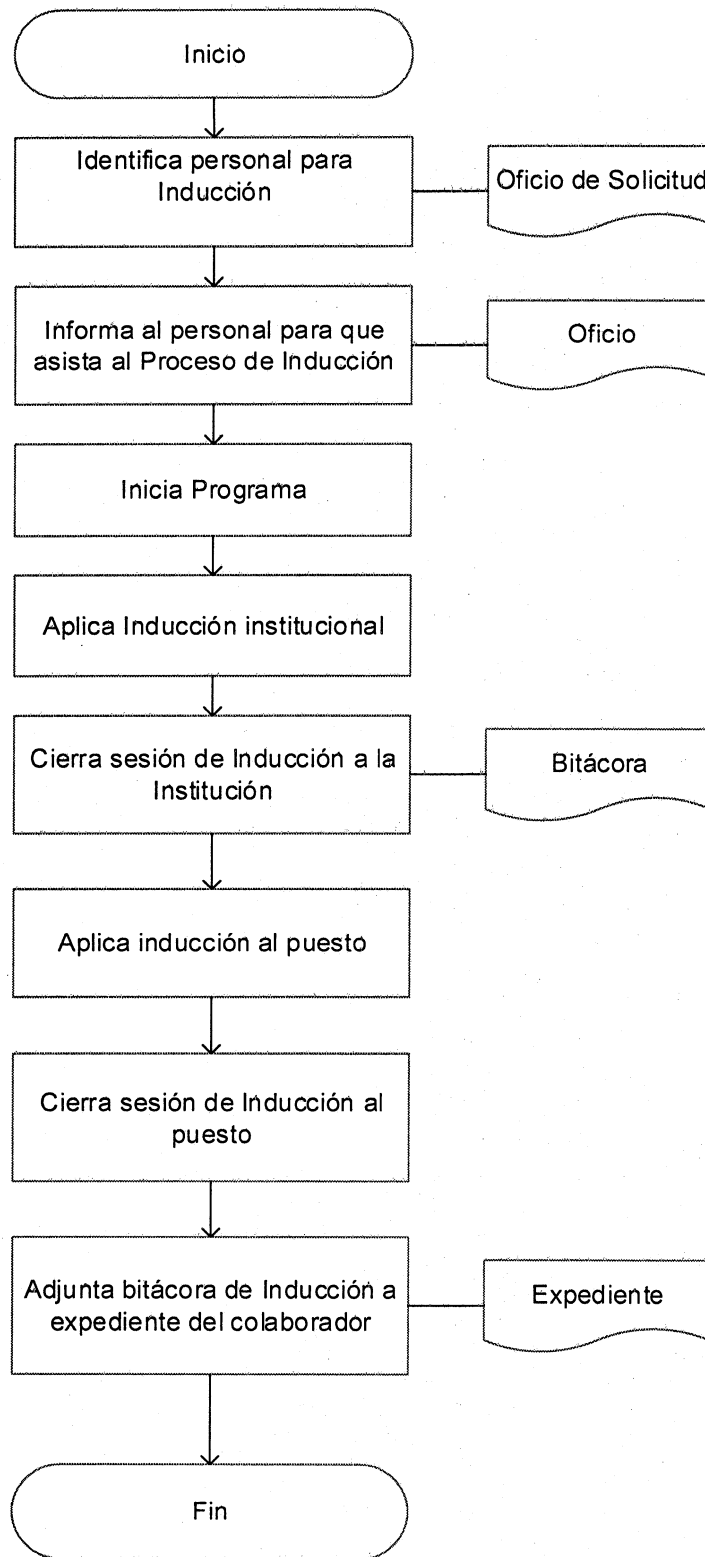 Inicio
Identifica personal para
Inducción
Oficio de Solicitud
Informa al personal para que
asista al Proceso de Inducción
Oficio
Inicia Programa
Aplica Inducción institucional
Cierra sesión de Inducción a la
Institución
Bitácora
Aplica inducción al puesto
Cierra sesión de Inducción al
puesto
Adjunta bitácora de Inducción a
expediente del colaborador
Expediente
Fin